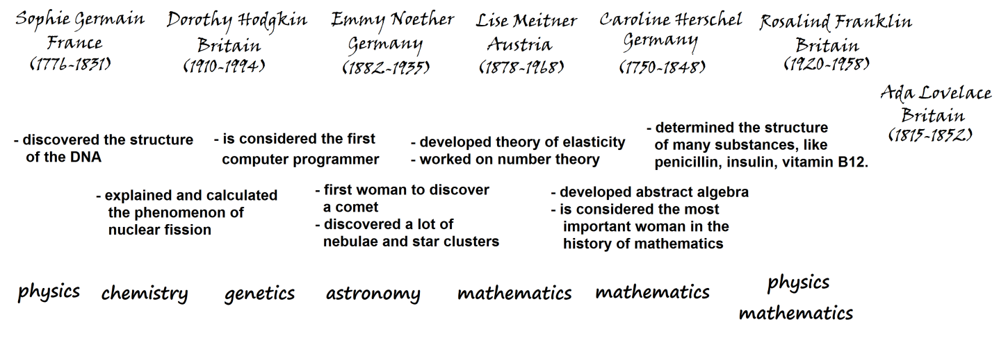 Sophie Germain
France
(1776-1831)
Dorothy Hodgkin
Britain
(1910-1994)
Emmy Noether
Germany
(1882-1935)
Lise Meitner
Austria
(1878-1968)
Caroline Herschel
Germany
(1750-1848)
Rosalind Franklin
Britain
(1920-1958)
Ada Lovelace
Britain
(1815-1852)
- discovered the structure
of the DNA
- is considered the first
computer programmer
- developed theory of elasticity
- worked on number theory
- determined the structure
of many substances, like
penicillin, insulin, vitamin B12.
- explained and calculated
the phenomenon of
nuclear fission
- first woman to discover
a comet
- discovered a lot of
nebulae and star clusters
- developed abstract algebra
- is considered the most
important woman in the
history of mathematics
physics
chemistry
genetics
astronomy
mathematics
mathematics
physics
mathematics